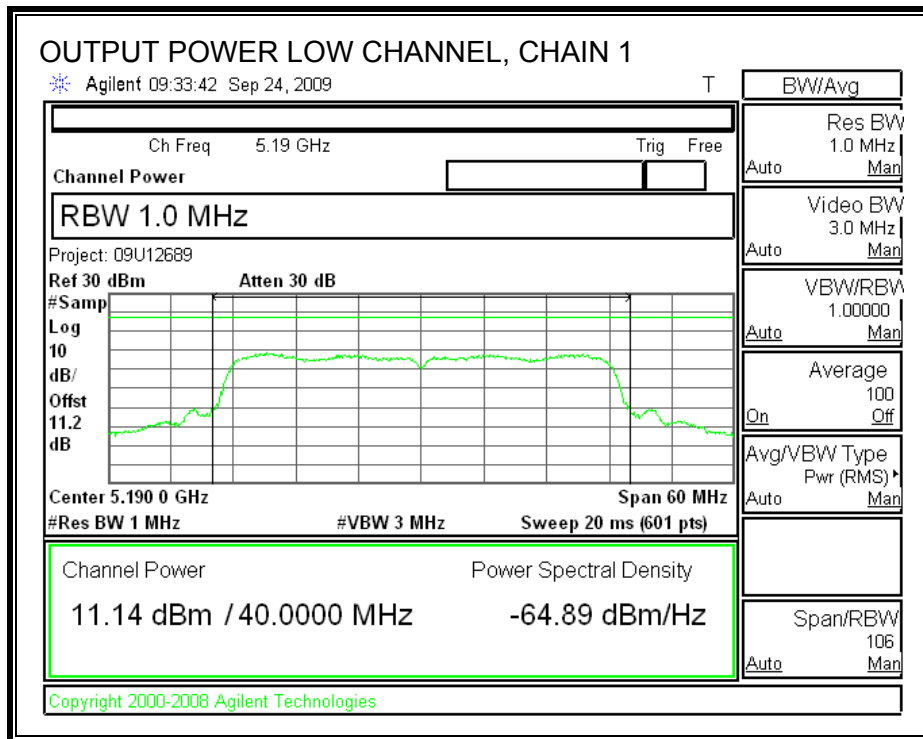 OUTPUT POWER LOW CHANNEL, CHAIN 1
Agilent 09:33:42 Sep 24, 2009 T
Ch Freq 5.19 GHz Trig Free
Channel Power
RBW 1.0 MHz
Project: 09U12689
Ref 30 dBm Atten 30 dB
#Samp
Log
10
dB/
Offst
11.2
dB
Center 5.190 0 GHz Span 60 MHz
#Res BW 1 MHz #VBW 3 MHz Sweep 20 ms (601 pts)
Channel Power Power Spectral Density
11.14 dBm / 40.0000 MHz -64.89 dBm/Hz
Copyright 2000-2008 Agilent Technologies
BW/Avg
Res BW
1.0 MHz
Auto Man
Video BW
3.0 MHz
Auto Man
VBW/RBW
1.00000
Auto Man
Average
100
On Off
Avg/VBW Type
Pwr (RMS)
Auto Man
Span/RBW
106
Auto Man